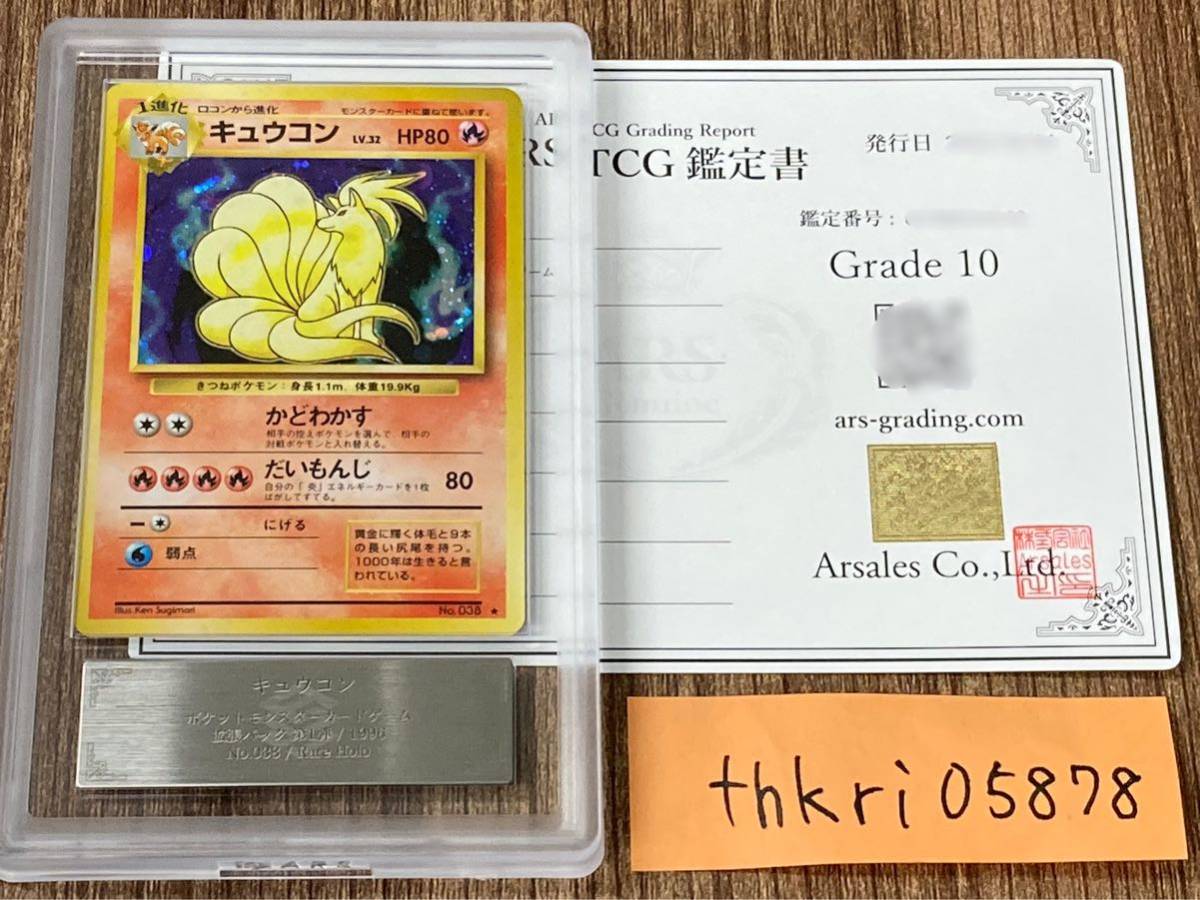 1進化 ロコンから進化 モンスターカードに重ねて使います。
キュウコン LV.32 HP80
きつねポケモン：身長1.1m、体重19.9Kg
かどわかす
相手の控えポケモンを選んで、相手の
対戦ポケモンと入れ替える。
だいもんじ 80
自分の「炎」エネルギーカードを1枚
はがしてすてる。
にげる
弱点
黄金に輝く体毛と9本
の長い尻尾を持つ。
1000年は生きると言
われている。
Illus. Ken Sugimori No.038
キュウコン
ポケットモンスターカードゲーム
拡張パック 第1弾 / 1996
No.038 / Rare Holo
ARS
CG Grading Report
TCG 鑑定書
発行日
鑑定番号：
Grade 10
ars-grading.com
Arsales Co.,Ltd.
株式会社
Arsales
之印
thkri05878